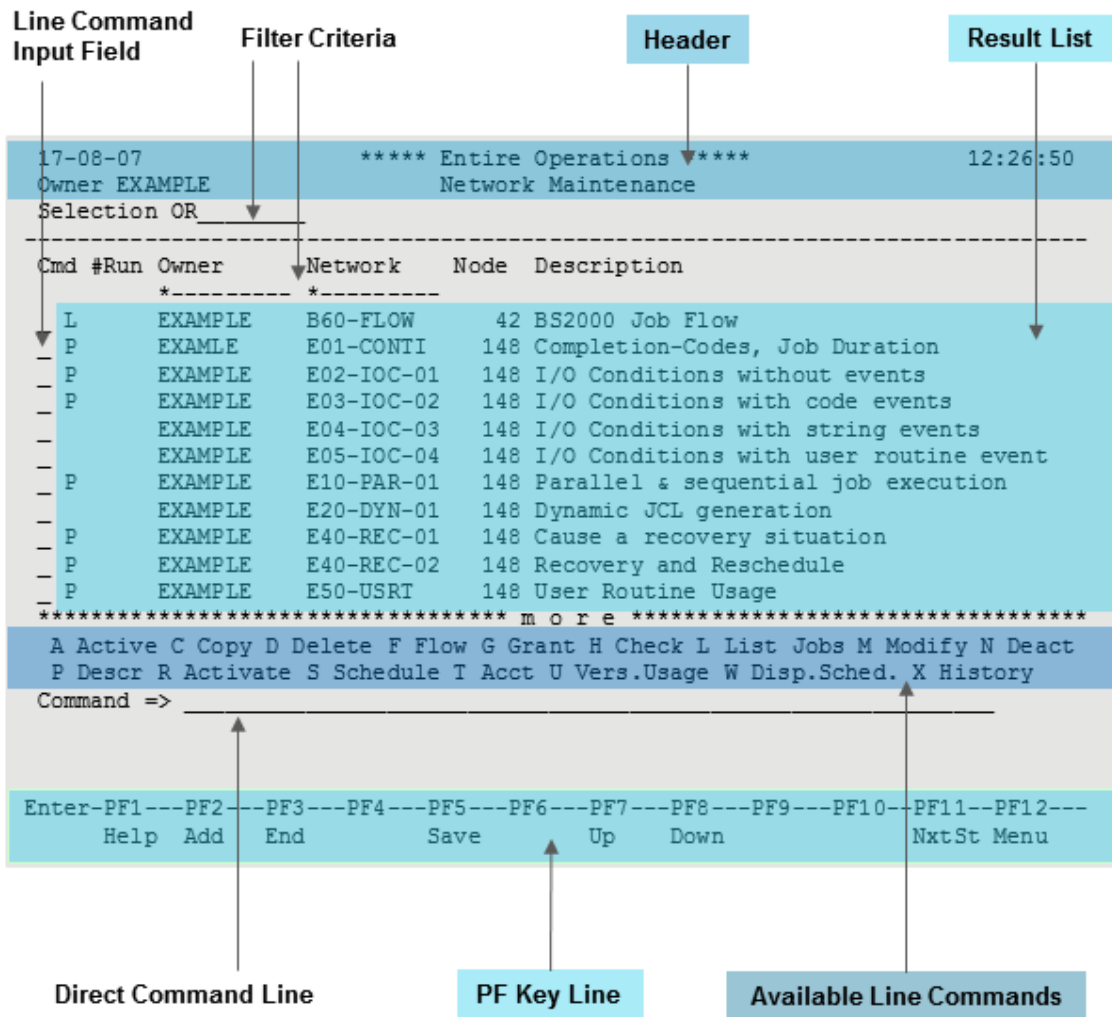 Line Command
Input Field
Filter Criteria
Header
Result List
17-08-07 ***** Entire Operations ***** 12:26:50
Owner EXAMPLE Network Maintenance
Selection OR________
--------------------------------------------------------------------------------
Cmd #Run Owner Network Node Description
*--------- *---------
_ L EXAMPLE B60-FLOW 42 BS2000 Job Flow
_ P EXAMLE E01-CONTI 148 Completion-Codes, Job Duration
_ P EXAMPLE E02-IOC-01 148 I/O Conditions without events
_ P EXAMPLE E03-IOC-02 148 I/O Conditions with code events
_ EXAMPLE E04-IOC-03 148 I/O Conditions with string events
_ EXAMPLE E05-IOC-04 148 I/O Conditions with user routine event
_ P EXAMPLE E10-PAR-01 148 Parallel & sequential job execution
_ EXAMPLE E20-DYN-01 148 Dynamic JCL generation
_ P EXAMPLE E40-REC-01 148 Cause a recovery situation
_ P EXAMPLE E40-REC-02 148 Recovery and Reschedule
_ P EXAMPLE E50-USRT 148 User Routine Usage
*********************************** m o r e ***********************************
A Active C Copy D Delete F Flow G Grant H Check L List Jobs M Modify N Deact
P Descr R Activate S Schedule T Acct U Vers.Usage W Disp.Sched. X History
Command => ____________________________________________________________
Enter-PF1---PF2---PF3---PF4---PF5---PF6---PF7---PF8---PF9---PF10--PF11--PF12---
Help Add End Save Up Down NxtSt Menu
Direct Command Line
PF Key Line
Available Line Commands